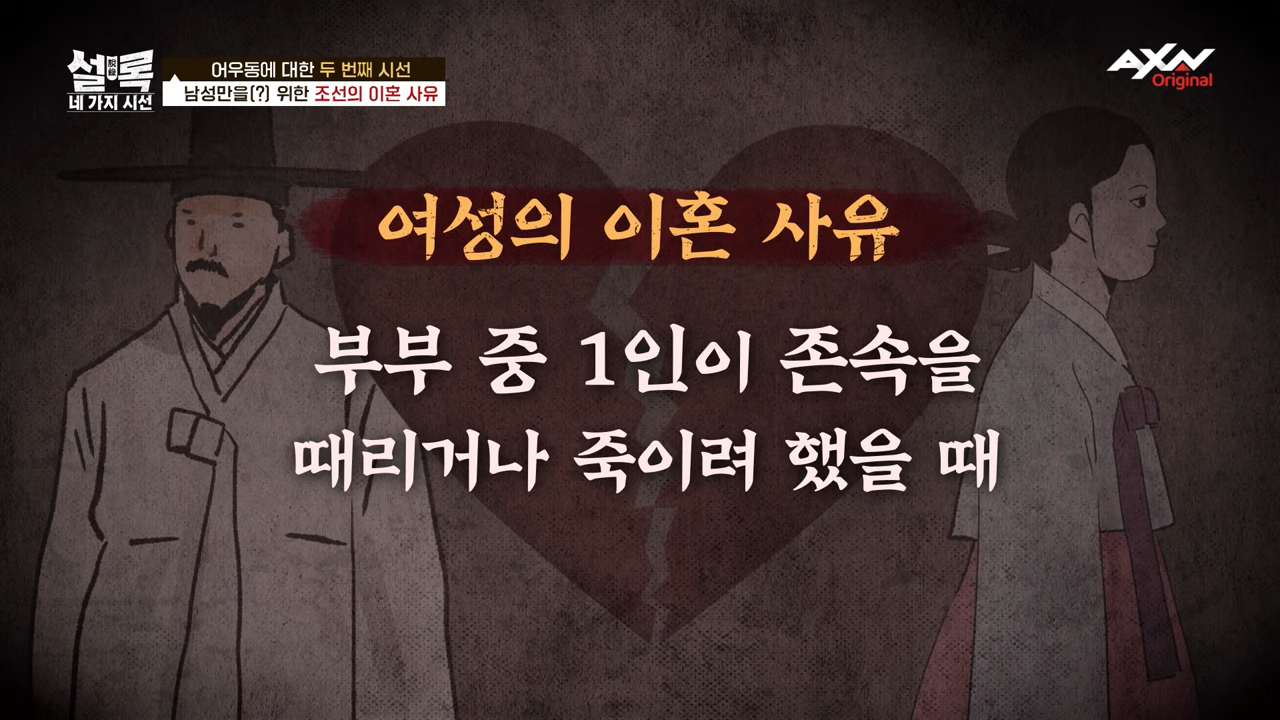 설록
說錄
네 가지 시선
어우동에 대한 두 번째 시선
남성만을(?) 위한 조선의 이혼 사유
AXN
Original
여성의 이혼 사유
부부 중 1인이 존속을
때리거나 죽이려 했을 때